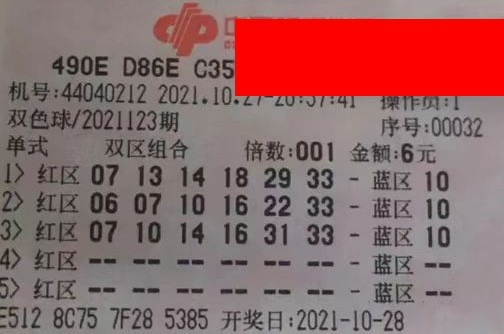 490E D86E C35
机号:44040212 2021.10.27-20:57:41 操作员:1
双色球/2021123期 序号:00032
单式 双区组合 倍数:001 金额:6元
1> 红区 07 13 14 18 29 33 - 蓝区 10
2> 红区 06 07 10 16 22 33 - 蓝区 10
3> 红区 07 10 14 16 31 33 - 蓝区 10
4> 红区 -- -- -- -- -- -- - 蓝区 --
5> 红区 -- -- -- -- -- -- - 蓝区 --
E512 8C75 7F28 5385 开奖日:2021-10-28